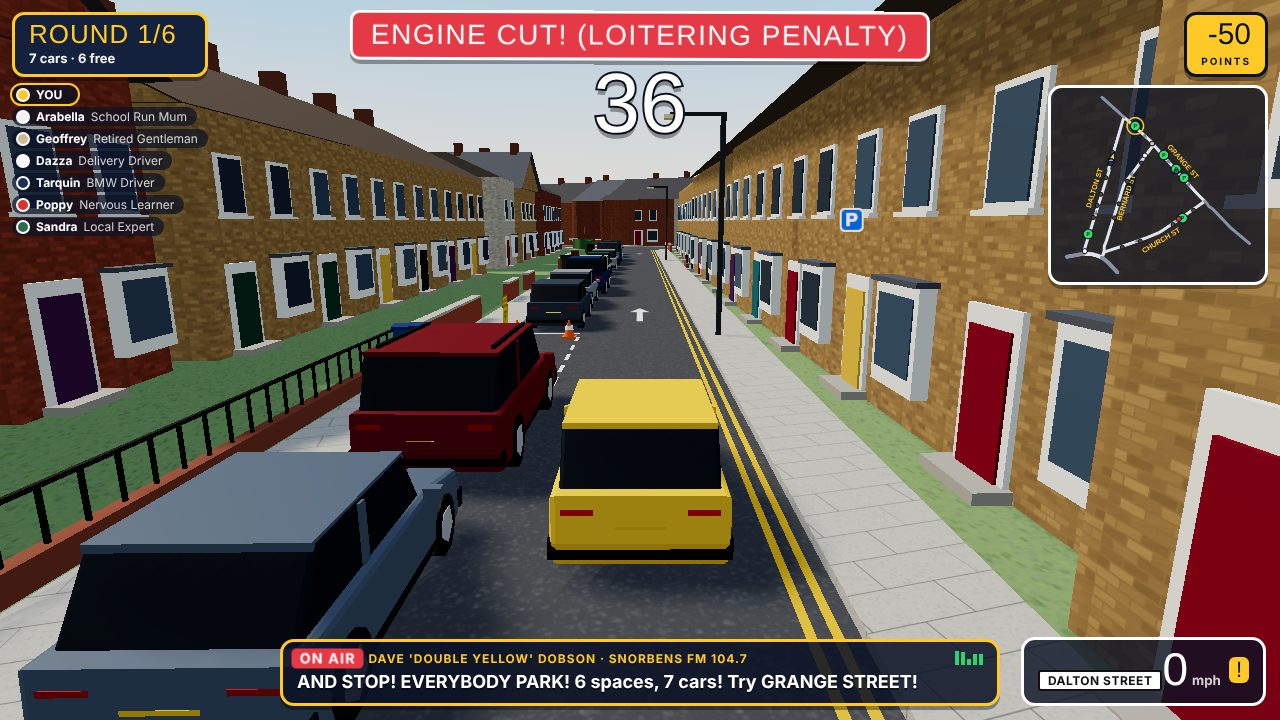 ROUND 1/6
7 cars · 6 free
ENGINE CUT! (LOITERING PENALTY)
36
-50
POINTS
YOU
Arabella School Run Mum
Geoffrey Retired Gentleman
Dazza Delivery Driver
Tarquin BMW Driver
Poppy Nervous Learner
Sandra Local Expert
P
GRANGE ST
DALTON ST
BERNARD ST
CHURCH ST
ON AIR DAVE 'DOUBLE YELLOW' DOBSON · SNORBENS FM 104.7
AND STOP! EVERYBODY PARK! 6 spaces, 7 cars! Try GRANGE STREET!
DALTON STREET 0 mph !